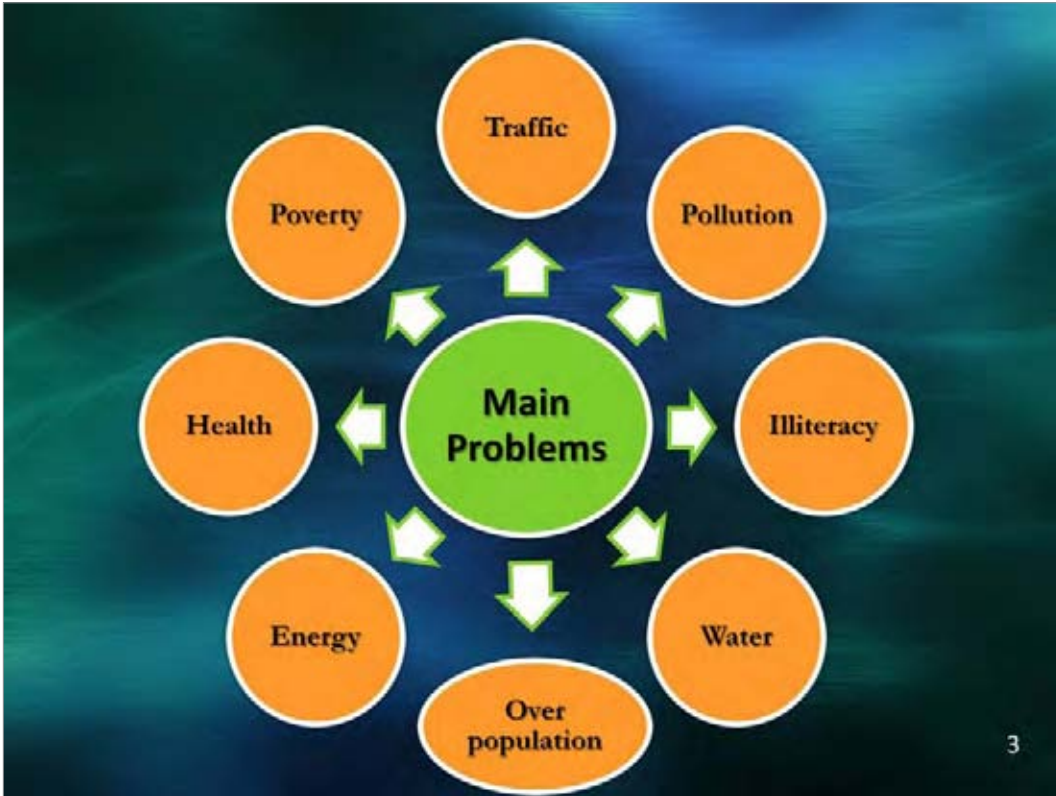 Traffic
Poverty
Pollution
Main
Problems
Health
Illiteracy
Energy
Water
Over
population
3